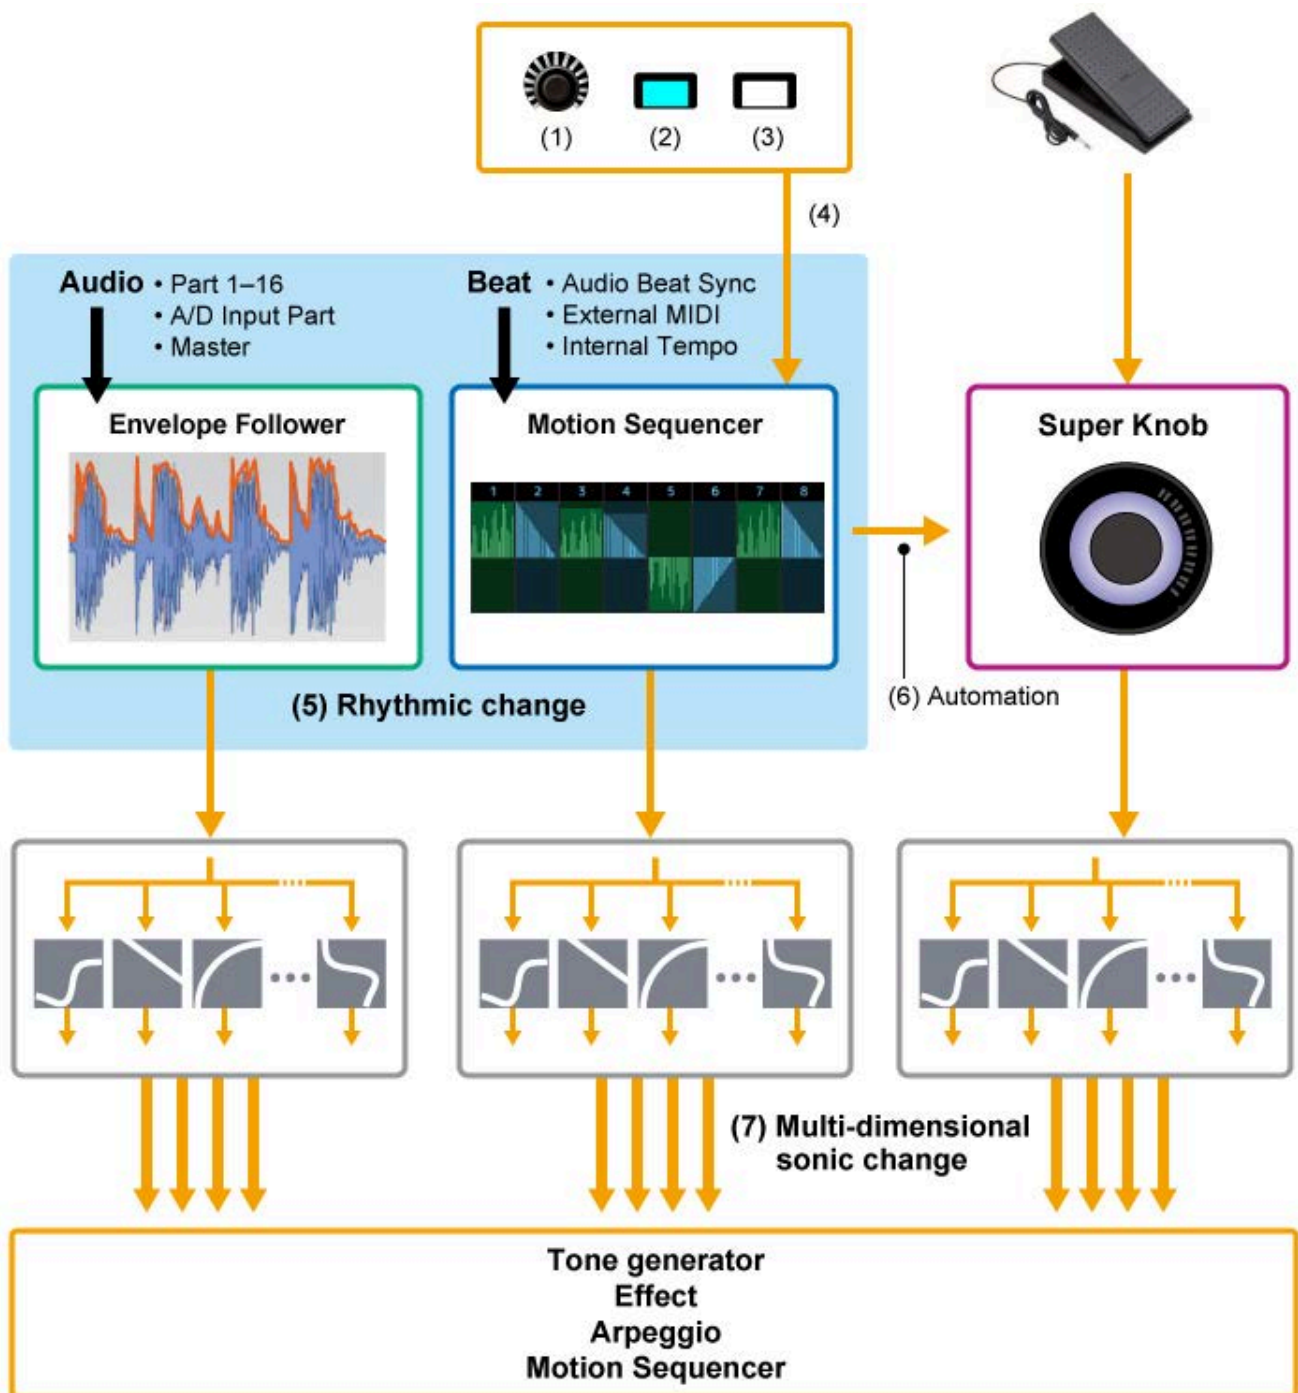 (1)
(2)
(3)
(4)
Audio
• Part 1–16
• A/D Input Part
• Master
Beat
• Audio Beat Sync
• External MIDI
• Internal Tempo
Envelope Follower
Motion Sequencer
1 2 3 4 5 6 7 8
Super Knob
(5) Rhythmic change
(6) Automation
(7) Multi-dimensional
sonic change
Tone generator
Effect
Arpeggio
Motion Sequencer